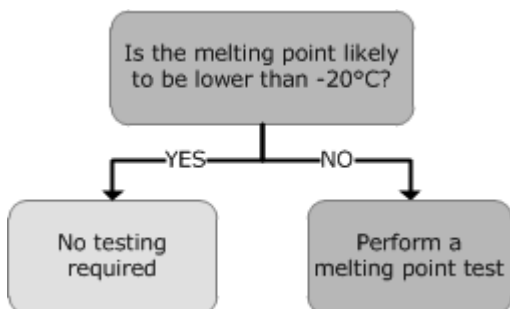 Is the melting point likely
to be lower than -20°C?
YES
NO
No testing
required
Perform a
melting point test